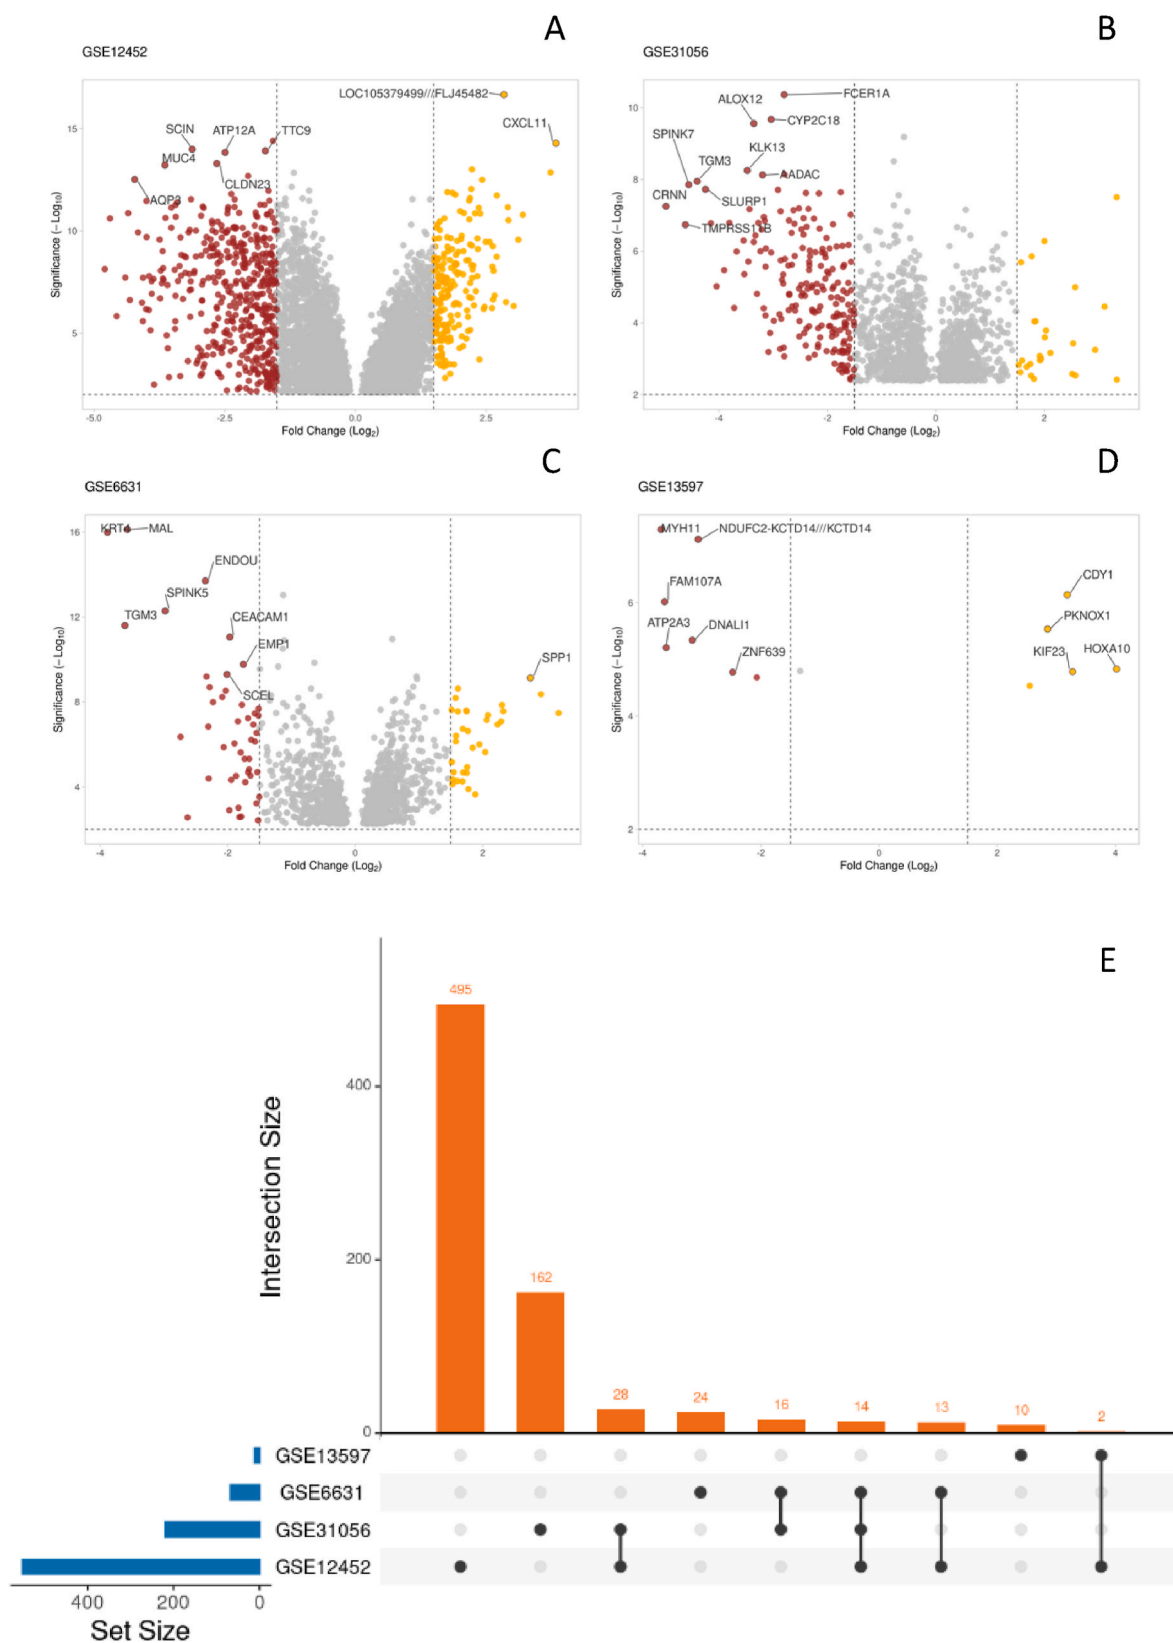 A
GSE12452
LOC105379499///FLJ45482
CXCL11
SCIN
ATP12A
TTC9
MUC4
CLDN23
AQP3
15
10
5
Significance (−Log10)
-5.0
-2.5
0.0
2.5
Fold Change (Log2)
B
GSE31056
FCER1A
ALOX12
CYP2C18
SPINK7
KLK13
TGM3
AADAC
CRNN
SLURP1
TMPRSS11B
10
8
6
4
2
Significance (−Log10)
-4
-2
0
2
Fold Change (Log2)
C
GSE6631
KRT4
MAL
ENDOU
SPINK5
TGM3
CEACAM1
EMP1
SPP1
SCEL
16
12
8
4
Significance (−Log10)
-4
-2
0
2
Fold Change (Log2)
D
GSE13597
MYH11
NDUFC2-KCTD14///KCTD14
CDY1
FAM107A
PKNOX1
ATP2A3
DNALI1
ZNF639
KIF23
HOXA10
6
4
2
Significance (−Log10)
-4
-2
0
2
4
Fold Change (Log2)
E
495
162
28
24
16
14
13
10
2
400
200
0
Intersection Size
GSE13597
GSE6631
GSE31056
GSE12452
400
200
0
Set Size